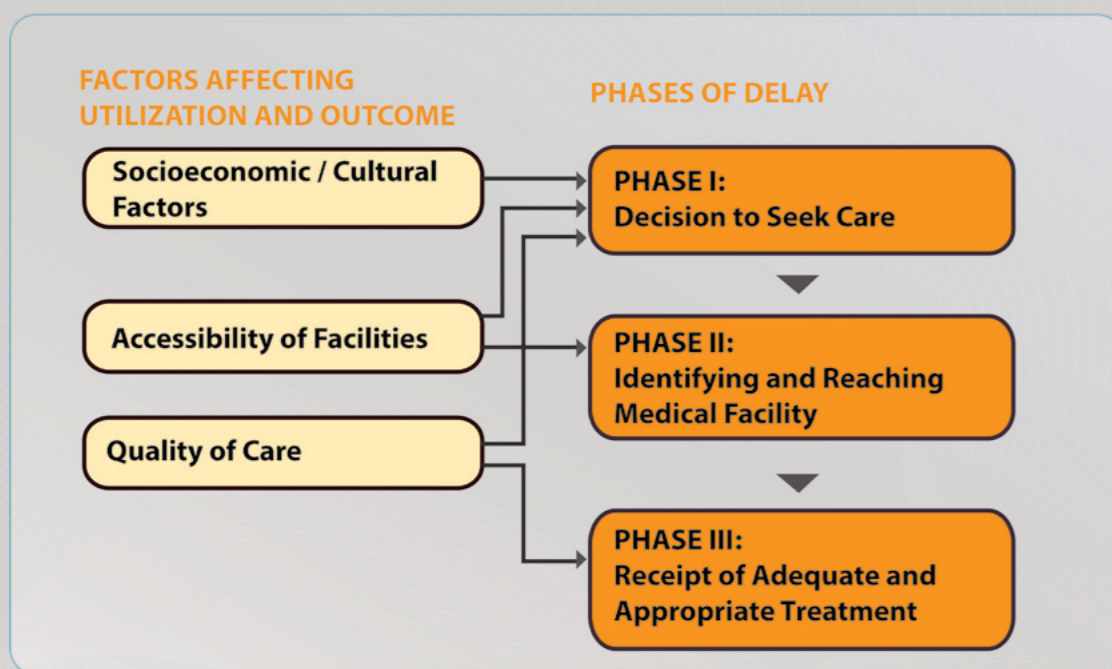 FACTORS AFFECTING
UTILIZATION AND OUTCOME
Socioeconomic / Cultural
Factors
Accessibility of Facilities
Quality of Care
PHASES OF DELAY
PHASE I:
Decision to Seek Care
PHASE II:
Identifying and Reaching
Medical Facility
PHASE III:
Receipt of Adequate and
Appropriate Treatment